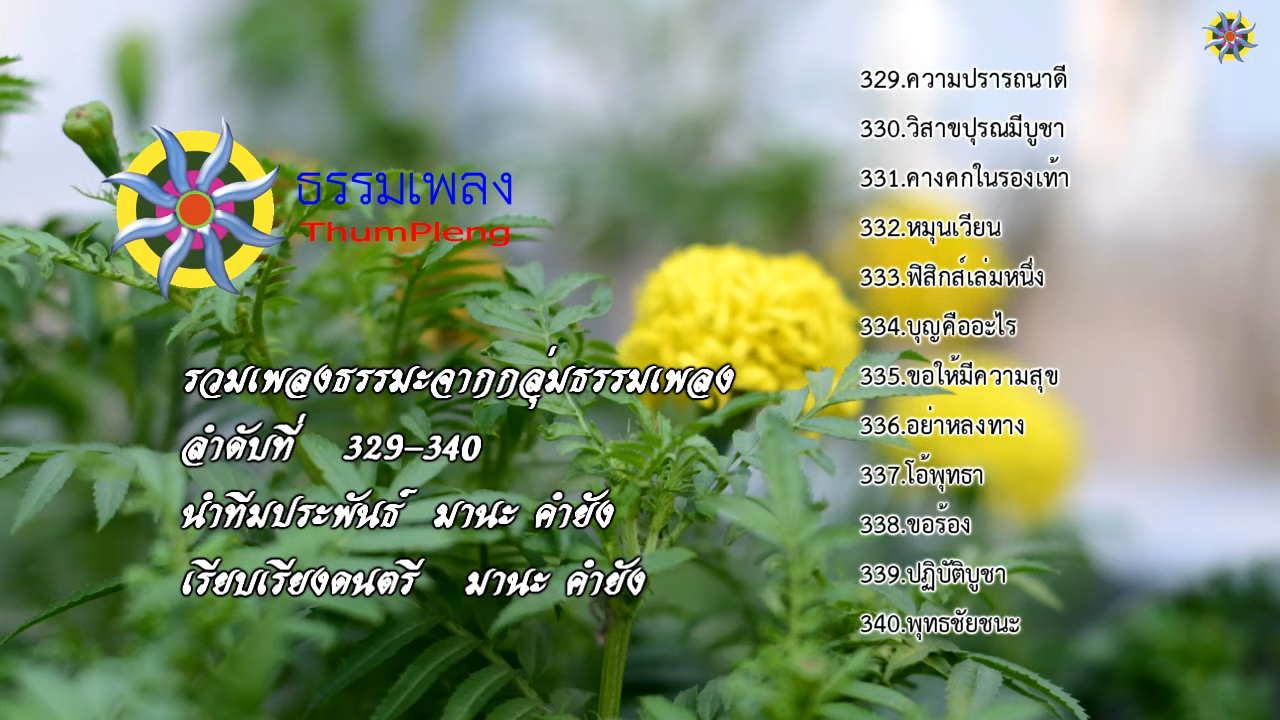 ธรรมเพลง
ThumPleng
รวมเพลงธรรมะจากกลุ่มธรรมเพลง
ลำดับที่ 329-340
นำทีมประพันธ์ มานะ คำยัง
เรียบเรียงดนตรี มานะ คำยัง
329.ความปรารถนาดี
330.วิสาขปุรณมีบูชา
331.คางคกในรองเท้า
332.หมุนเวียน
333.ฟิสิกส์เล่มหนึ่ง
334.บุญคืออะไร
335.ขอให้มีความสุข
336.อย่าหลงทาง
337.โอ้พุทธา
338.ขอร้อง
339.ปฏิบัติบูชา
340.พุทธชัยชนะ